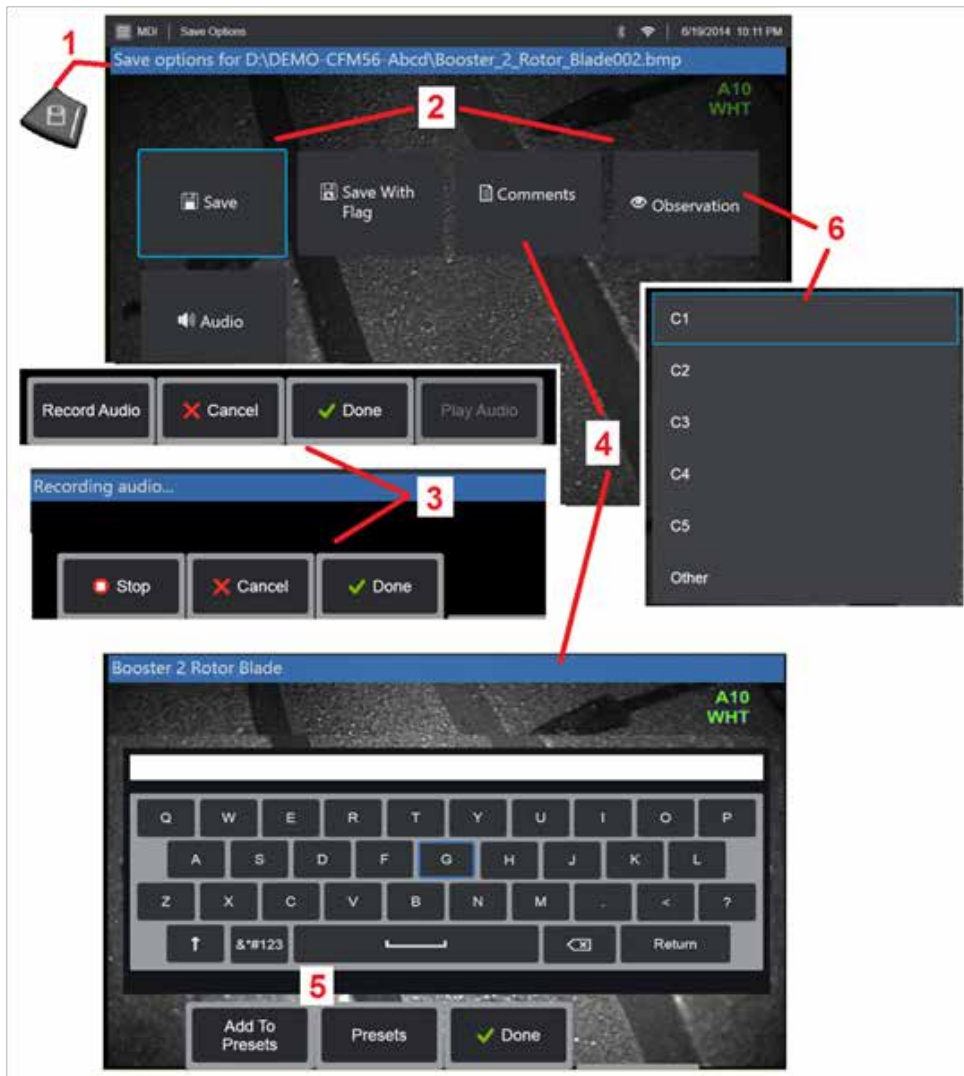 MDI | Save Options 6/19/2014 10:11 PM
1
Save options for D:\DEMO-CFM56-Abcd\Booster_2_Rotor_Blade002.bmp
A10
WHT
2
Save
Save With
Flag
Comments
Observation
6
Audio
C1
C2
C3
C4
C5
Other
Record Audio Cancel Done Play Audio
4
3
Recording audio...
Stop Cancel Done
Booster 2 Rotor Blade
A10
WHT
Q W E R T Y U I O P
A S D F G H J K L
Z X C V B N M . < ?
&*#123 Return
5
Add To
Presets
Presets
Done